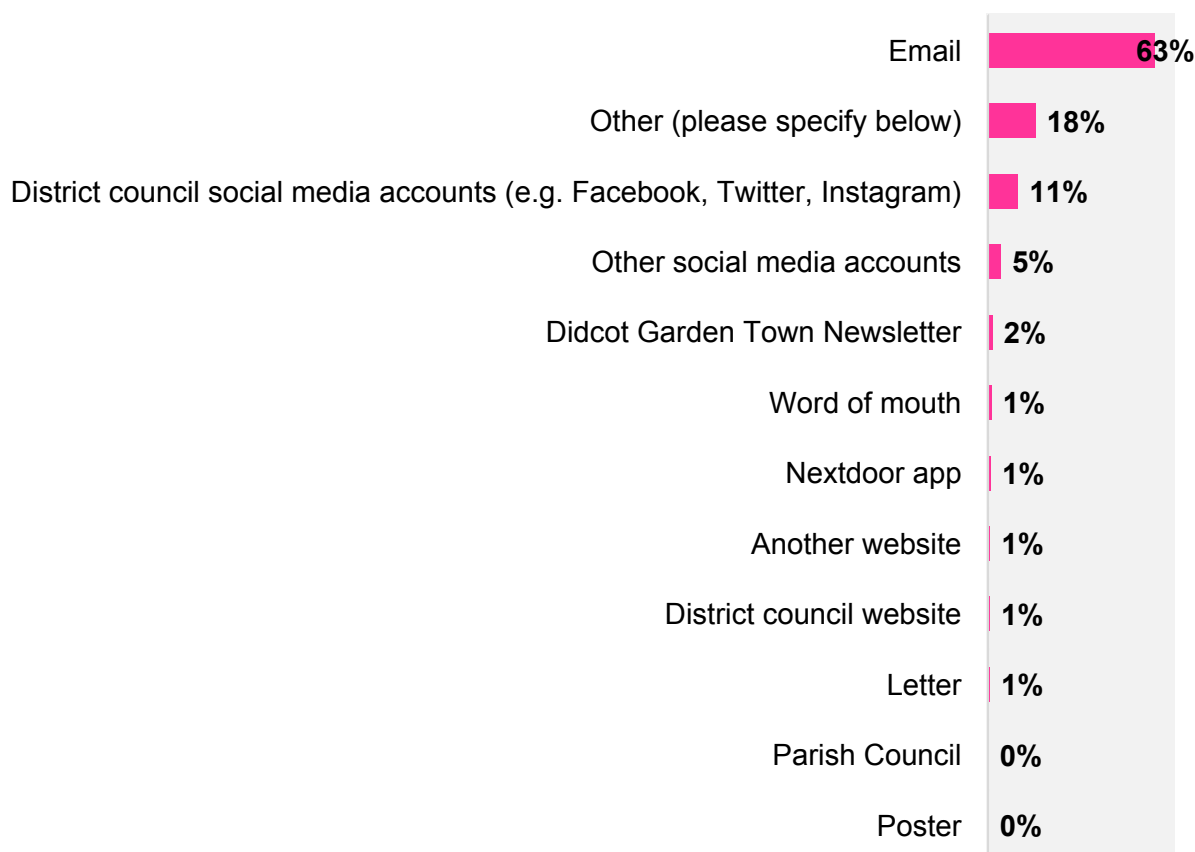 Email 63%
Other (please specify below) 18%
District council social media accounts (e.g. Facebook, Twitter, Instagram) 11%
Other social media accounts 5%
Didcot Garden Town Newsletter 2%
Word of mouth 1%
Nextdoor app 1%
Another website 1%
District council website 1%
Letter 1%
Parish Council 0%
Poster 0%